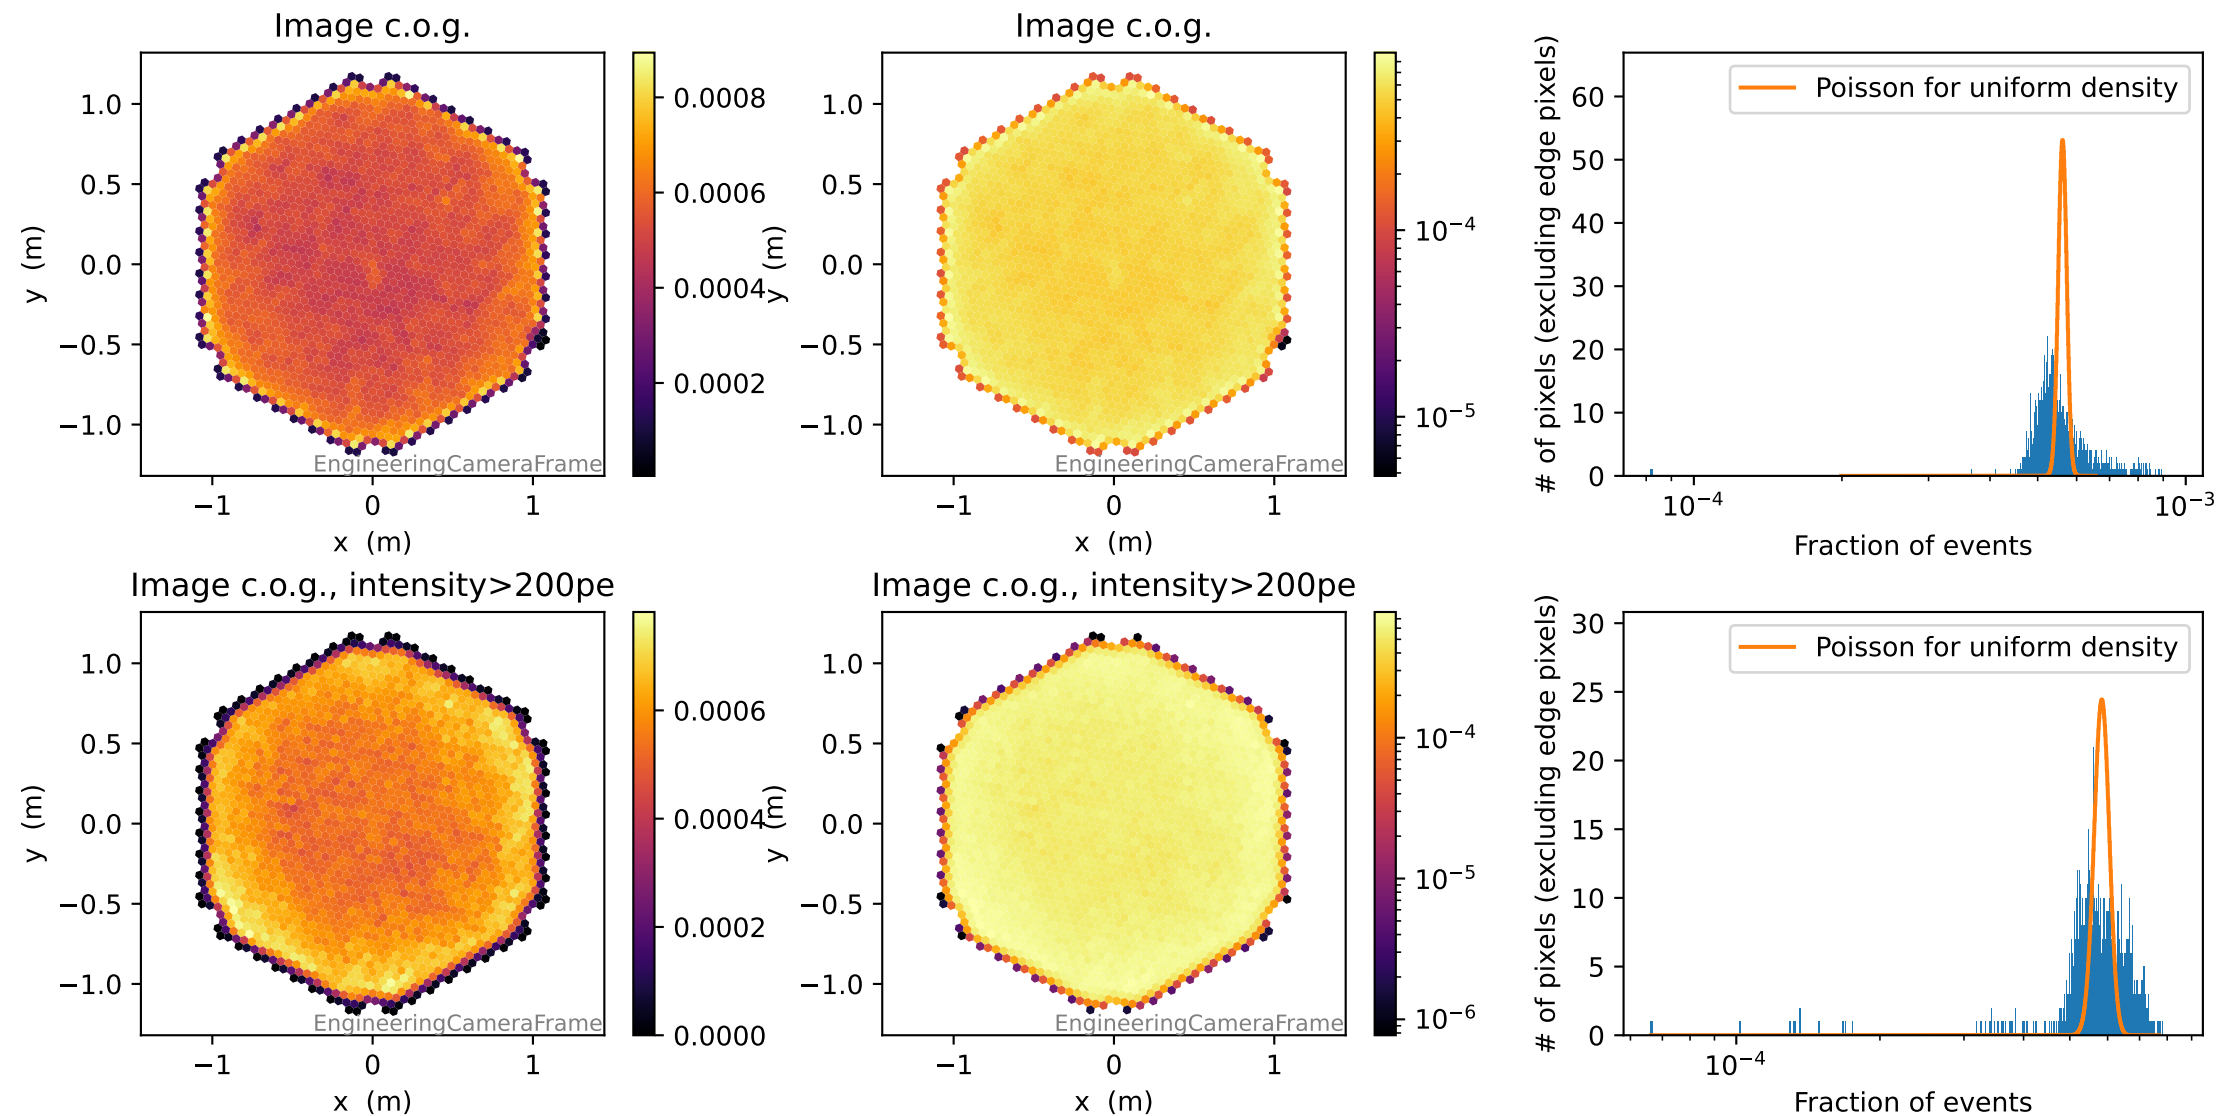 Image c.o.g.
1.0
0.5
0.0
−0.5
−1.0
y (m)
−1
0
1
x (m)
EngineeringCameraFrame
0.0008
0.0006
0.0004
0.0002
Image c.o.g.
1.0
0.5
0.0
−0.5
−1.0
y (m)
−1
0
1
x (m)
EngineeringCameraFrame
10⁻⁴
10⁻⁵
Poisson for uniform density
60
50
40
30
20
10
0
# of pixels (excluding edge pixels)
10⁻⁴
10⁻³
Fraction of events
Image c.o.g., intensity>200pe
1.0
0.5
0.0
−0.5
−1.0
y (m)
−1
0
1
x (m)
EngineeringCameraFrame
0.0006
0.0004
0.0002
0.0000
Image c.o.g., intensity>200pe
1.0
0.5
0.0
−0.5
−1.0
y (m)
−1
0
1
x (m)
EngineeringCameraFrame
10⁻⁴
10⁻⁵
10⁻⁶
Poisson for uniform density
30
25
20
15
10
5
0
# of pixels (excluding edge pixels)
10⁻⁴
Fraction of events